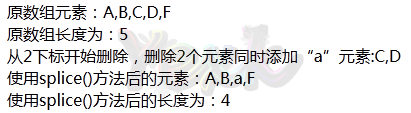 原数组元素：A,B,C,D,F
原数组长度为：5
从2下标开始删除，删除2个元素同时添加“a”元素:C,D
使用splice()方法后的元素：A,B,a,F
使用splice()方法后的长度为：4